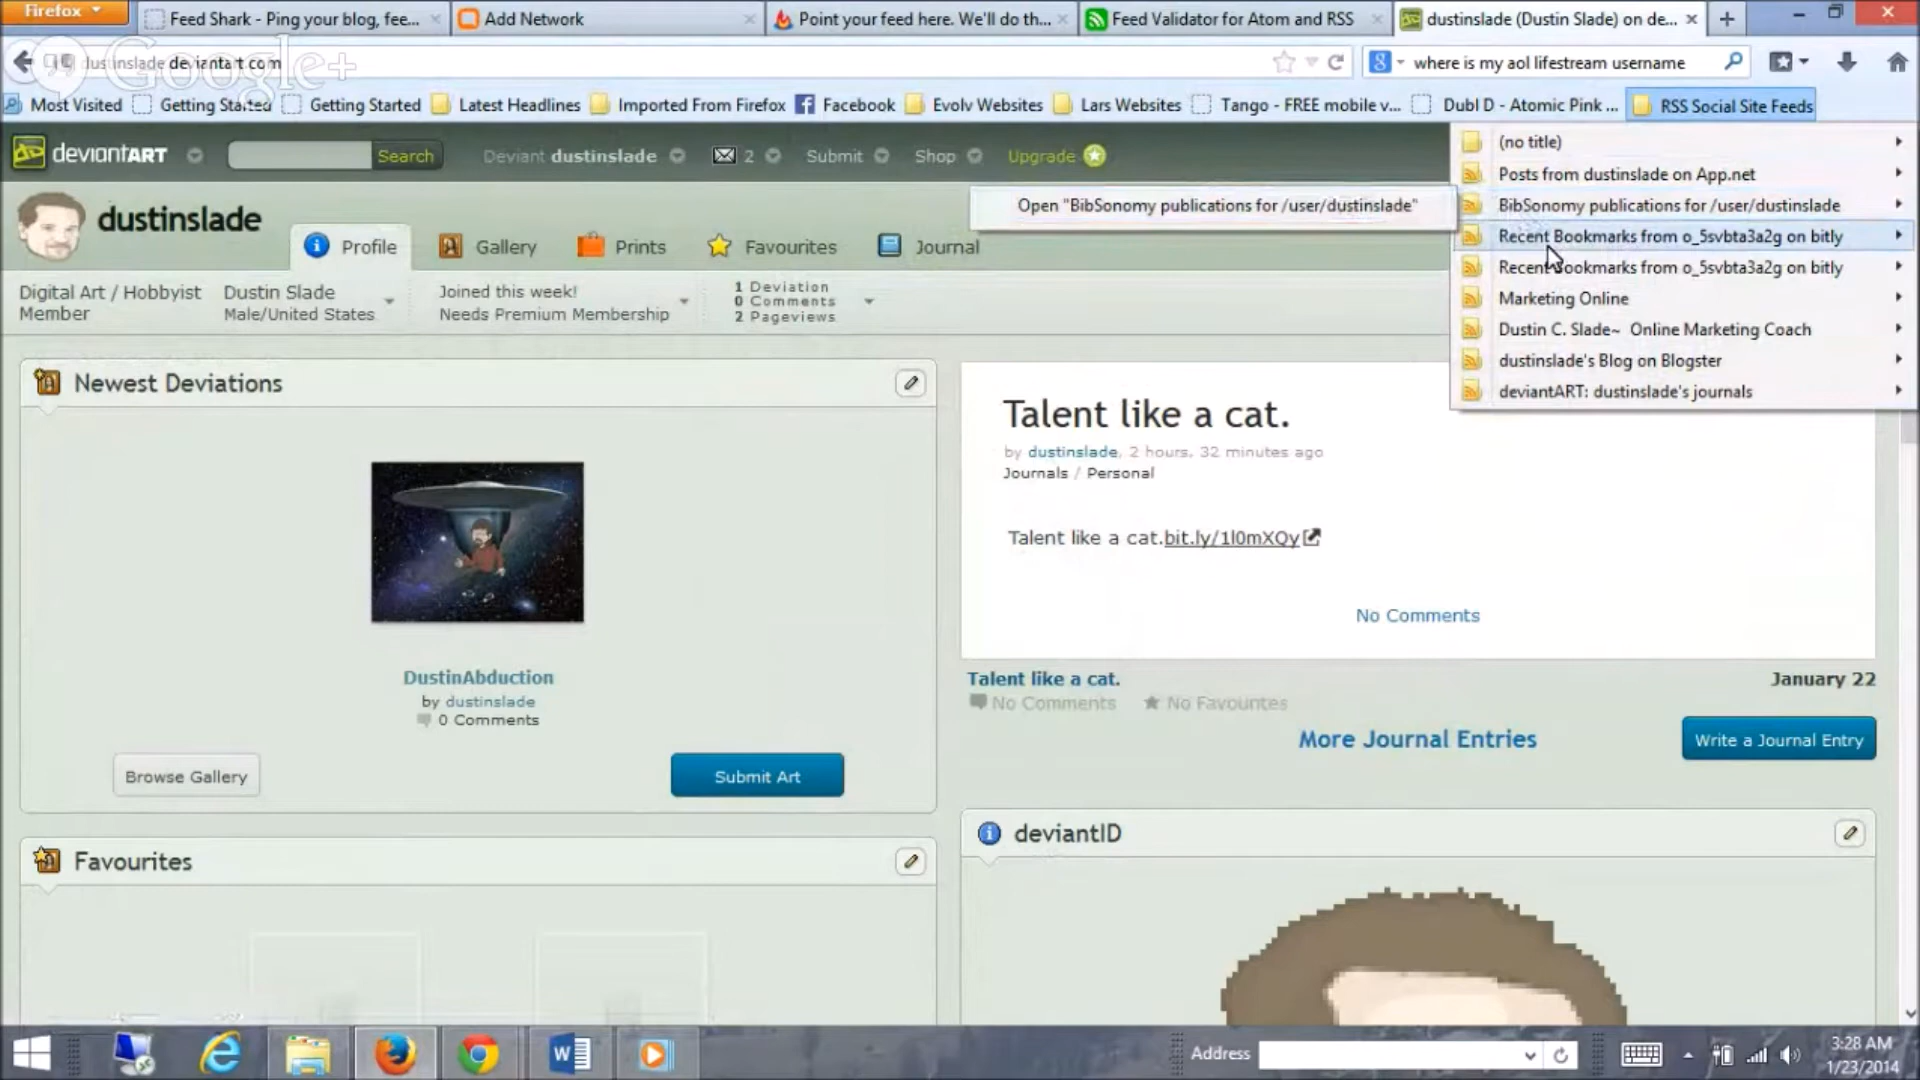 Firefox
Feed Shark - Ping your blog, fee...
Add Network
Point your feed here. We'll do th...
Feed Validator for Atom and RSS
dustinslade (Dustin Slade) on de...
Google+
dustinslade.deviantart.com
where is my aol lifestream username
Most Visited
Getting Started
Getting Started
Latest Headlines
Imported From Firefox
Facebook
Evolv Websites
Lars Websites
Tango - FREE mobile v...
Dubl D - Atomic Pink ...
RSS Social Site Feeds
deviantART
Search
Deviant dustinslade
2
Submit
Shop
Upgrade
(no title)
Posts from dustinslade on App.net
Open "BibSonomy publications for /user/dustinslade"
BibSonomy publications for /user/dustinslade
Recent Bookmarks from o_5svbta3a2g on bitly
Recent Bookmarks from o_5svbta3a2g on bitly
Marketing Online
Dustin C. Slade~ Online Marketing Coach
dustinslade's Blog on Blogster
deviantART: dustinslade's journals
dustinslade
Profile
Gallery
Prints
Favourites
Journal
Digital Art / Hobbyist
Member
Dustin Slade
Male/United States
Joined this week!
Needs Premium Membership
1 Deviation
0 Comments
2 Pageviews
Newest Deviations
DustinAbduction
by dustinslade
0 Comments
Browse Gallery
Submit Art
Favourites
Talent like a cat.
by dustinslade, 2 hours, 32 minutes ago
Journals / Personal
Talent like a cat.bit.ly/1l0mXQy
No Comments
Talent like a cat.
January 22
No Comments
No Favourites
More Journal Entries
Write a Journal Entry
deviantID
Address
3:28 AM
1/23/2014